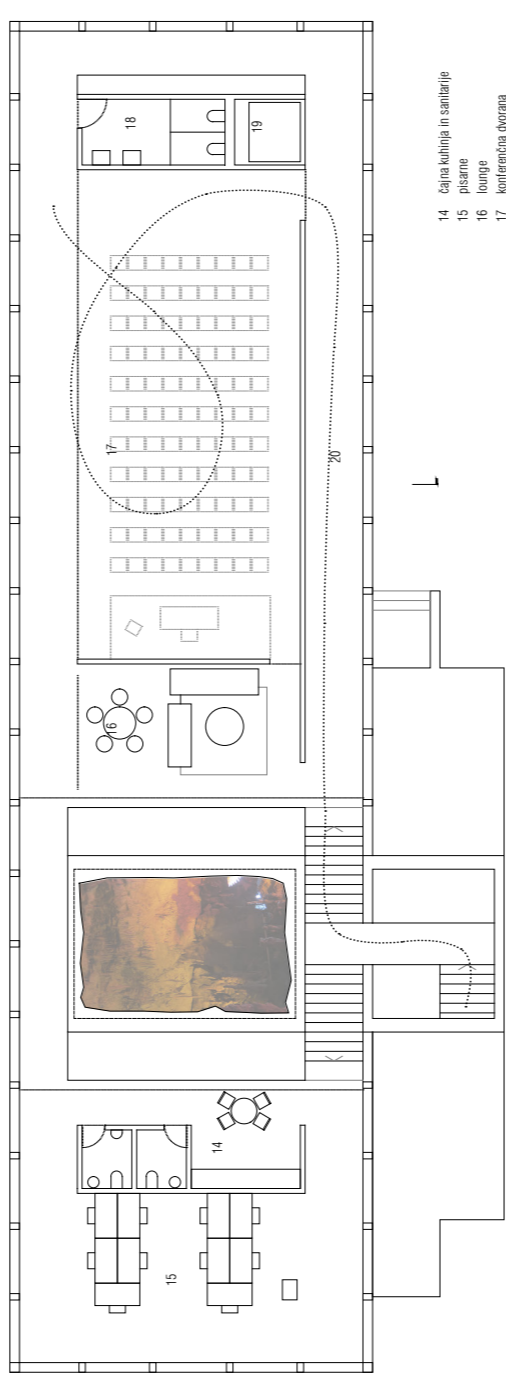 18
19
17
20
16
14
15
14 čajna kuhinja in sanitarije
15 pisarne
16 lounge
17 konferenčna dvorana